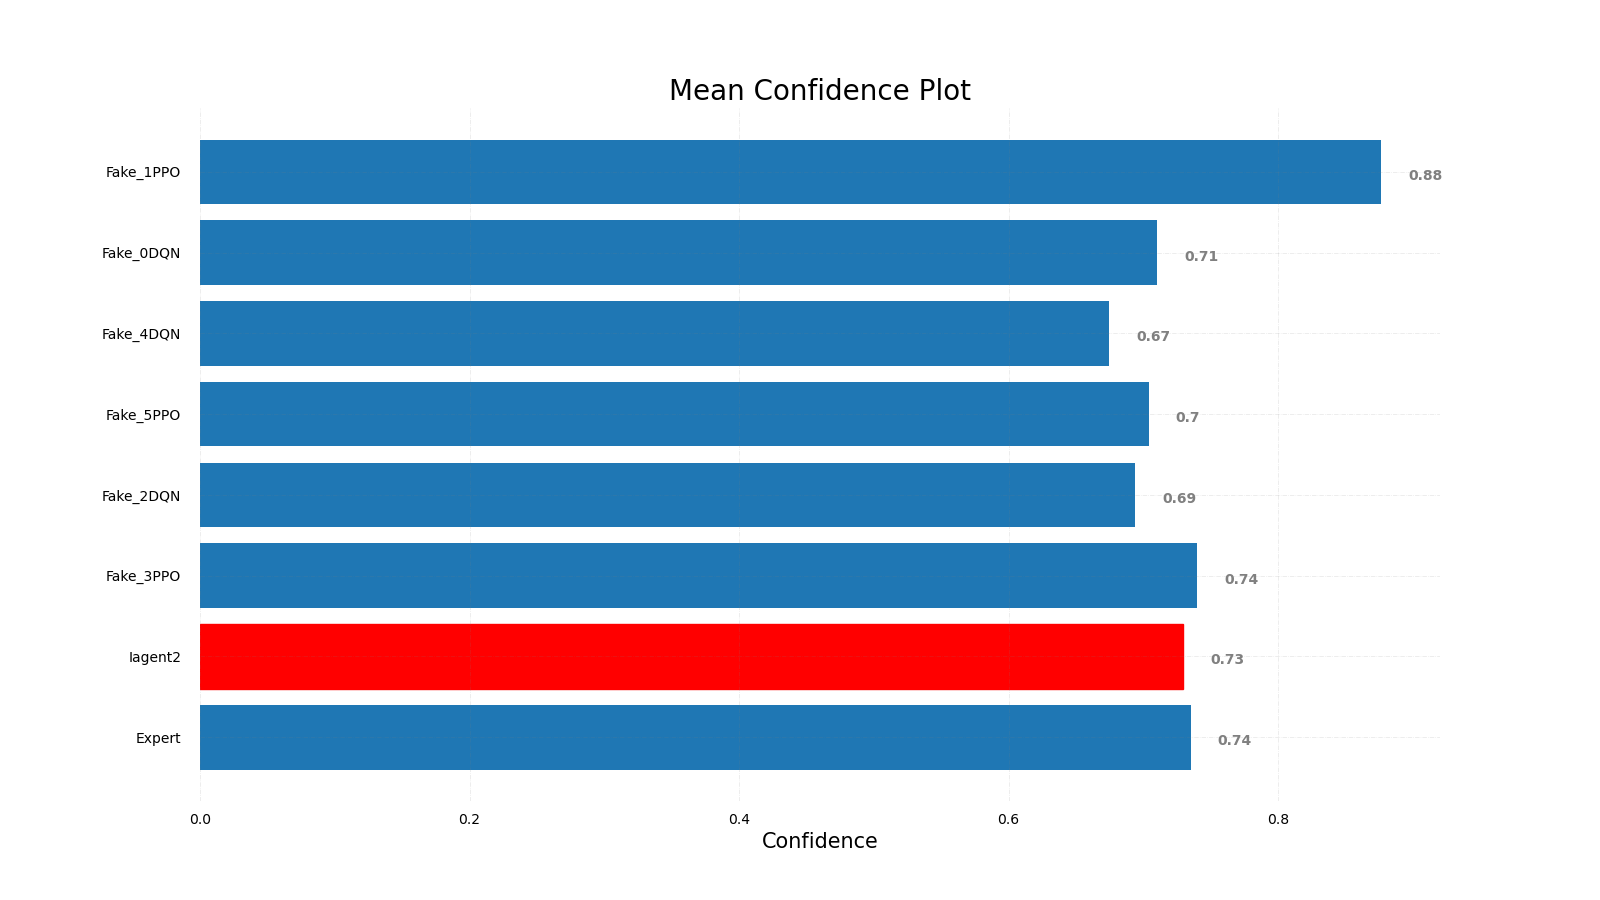 Mean Confidence Plot
Fake_1PPO 0.88
Fake_0DQN 0.71
Fake_4DQN 0.67
Fake_5PPO 0.7
Fake_2DQN 0.69
Fake_3PPO 0.74
Iagent2 0.73
Expert 0.74
0.0 0.2 0.4 0.6 0.8
Confidence